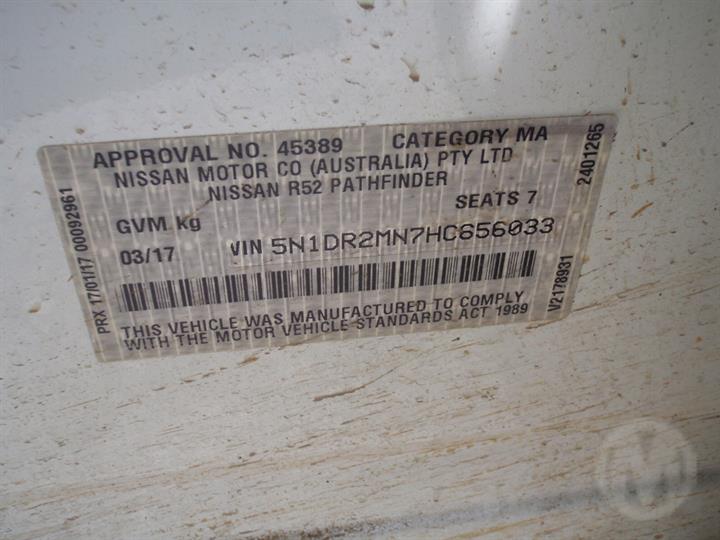 APPROVAL NO. 45389 CATEGORY MA
NISSAN MOTOR CO (AUSTRALIA) PTY LTD
NISSAN R52 PATHFINDER
GVM Kg SEATS 7
03/17 VIN 5N1DR2MN7HC656033
THIS VEHICLE WAS MANUFACTURED TO COMPLY
WITH THE MOTOR VEHICLE STANDARDS ACT 1989
PRX 17/01/17 00092961
2401265
V2178931
M